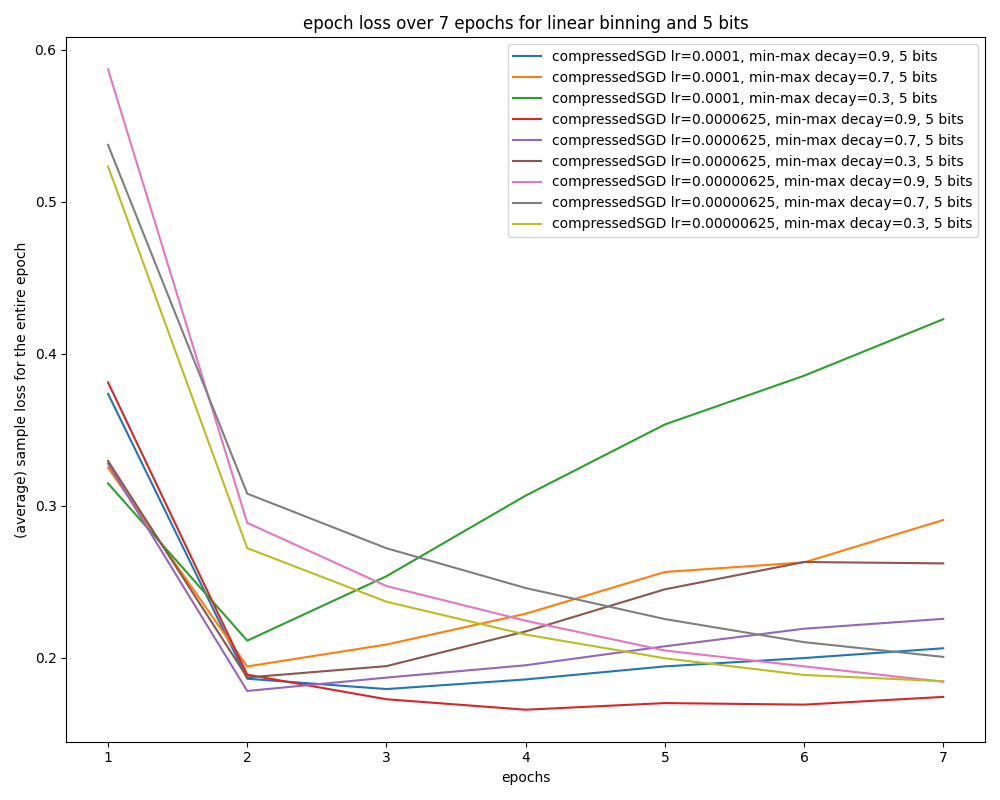 epoch loss over 7 epochs for linear binning and 5 bits
0.6
0.5
0.4
0.3
0.2
(average) sample loss for the entire epoch
compressedSGD lr=0.0001, min-max decay=0.9, 5 bits
compressedSGD lr=0.0001, min-max decay=0.7, 5 bits
compressedSGD lr=0.0001, min-max decay=0.3, 5 bits
compressedSGD lr=0.0000625, min-max decay=0.9, 5 bits
compressedSGD lr=0.0000625, min-max decay=0.7, 5 bits
compressedSGD lr=0.0000625, min-max decay=0.3, 5 bits
compressedSGD lr=0.00000625, min-max decay=0.9, 5 bits
compressedSGD lr=0.00000625, min-max decay=0.7, 5 bits
compressedSGD lr=0.00000625, min-max decay=0.3, 5 bits
1 2 3 4 5 6 7
epochs